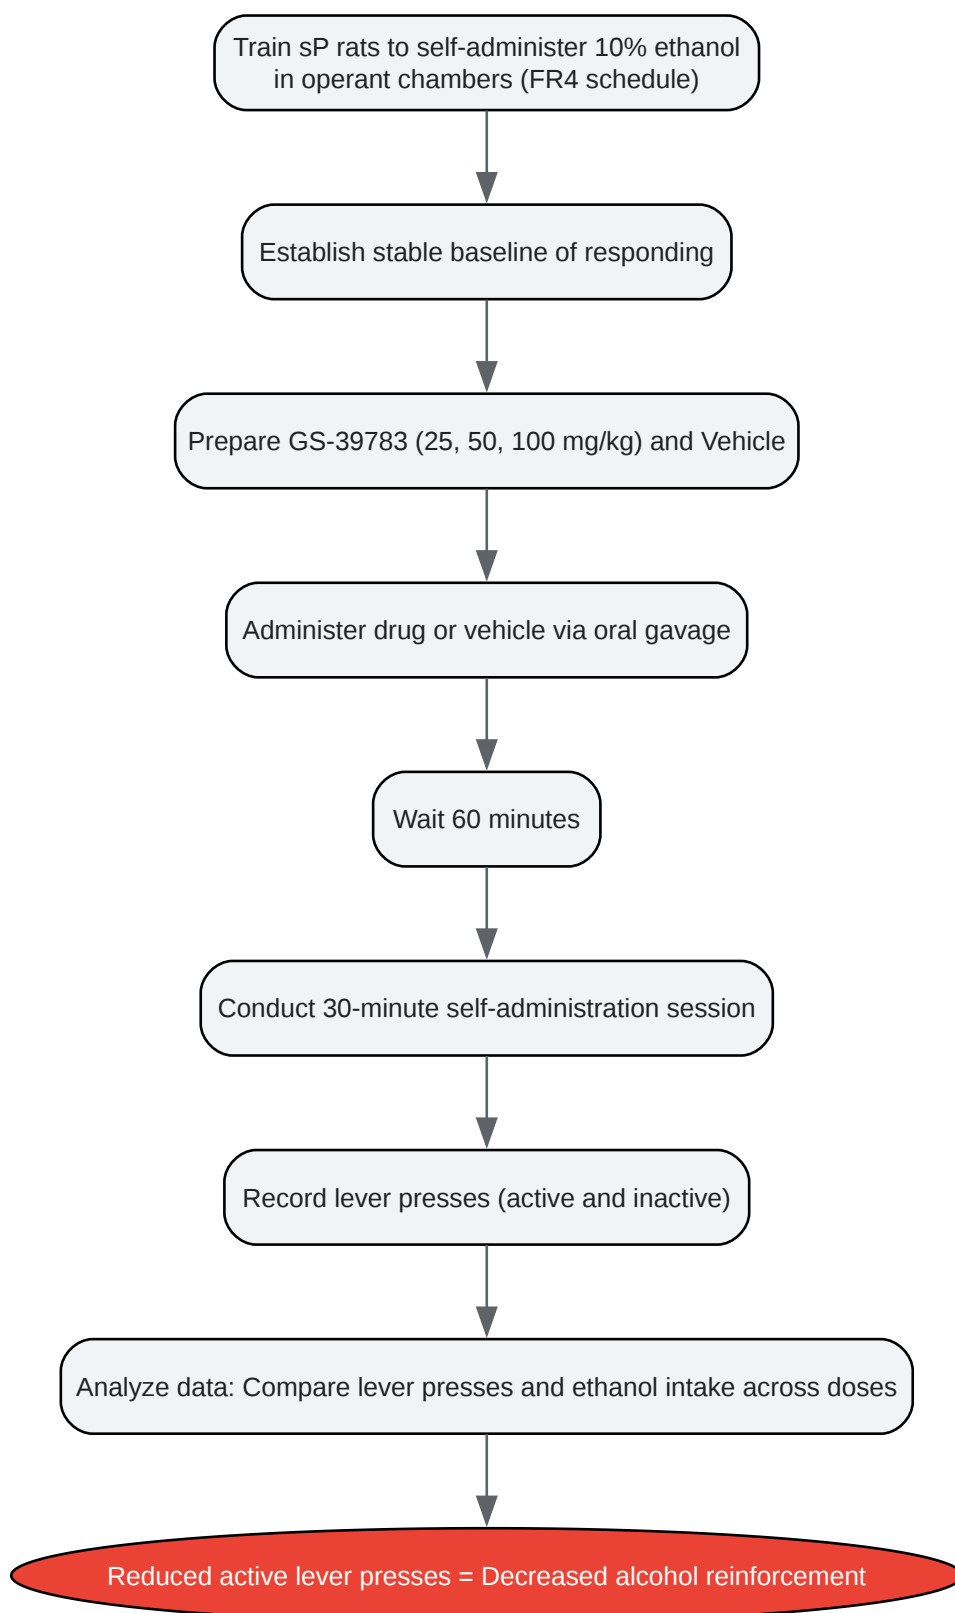 Train sP rats to self-administer 10% ethanol
in operant chambers (FR4 schedule)
Establish stable baseline of responding
Prepare GS-39783 (25, 50, 100 mg/kg) and Vehicle
Administer drug or vehicle via oral gavage
Wait 60 minutes
Conduct 30-minute self-administration session
Record lever presses (active and inactive)
Analyze data: Compare lever presses and ethanol intake across doses
Reduced active lever presses = Decreased alcohol reinforcement